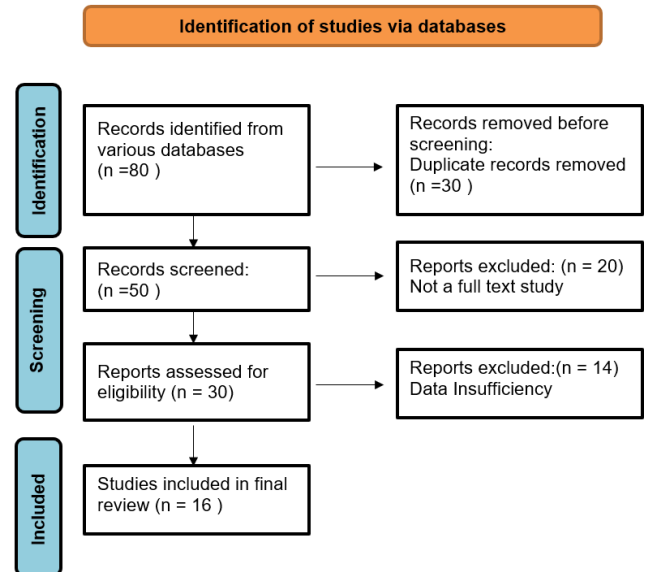 Identification of studies via databases
Identification
Records identified from
various databases
(n =80 )
Records removed before
screening:
Duplicate records removed
(n =30 )
Screening
Records screened:
(n =50 )
Reports excluded: (n = 20)
Not a full text study
Reports assessed for
eligibility (n = 30)
Reports excluded:(n = 14)
Data Insufficiency
Included
Studies included in final
review (n = 16 )